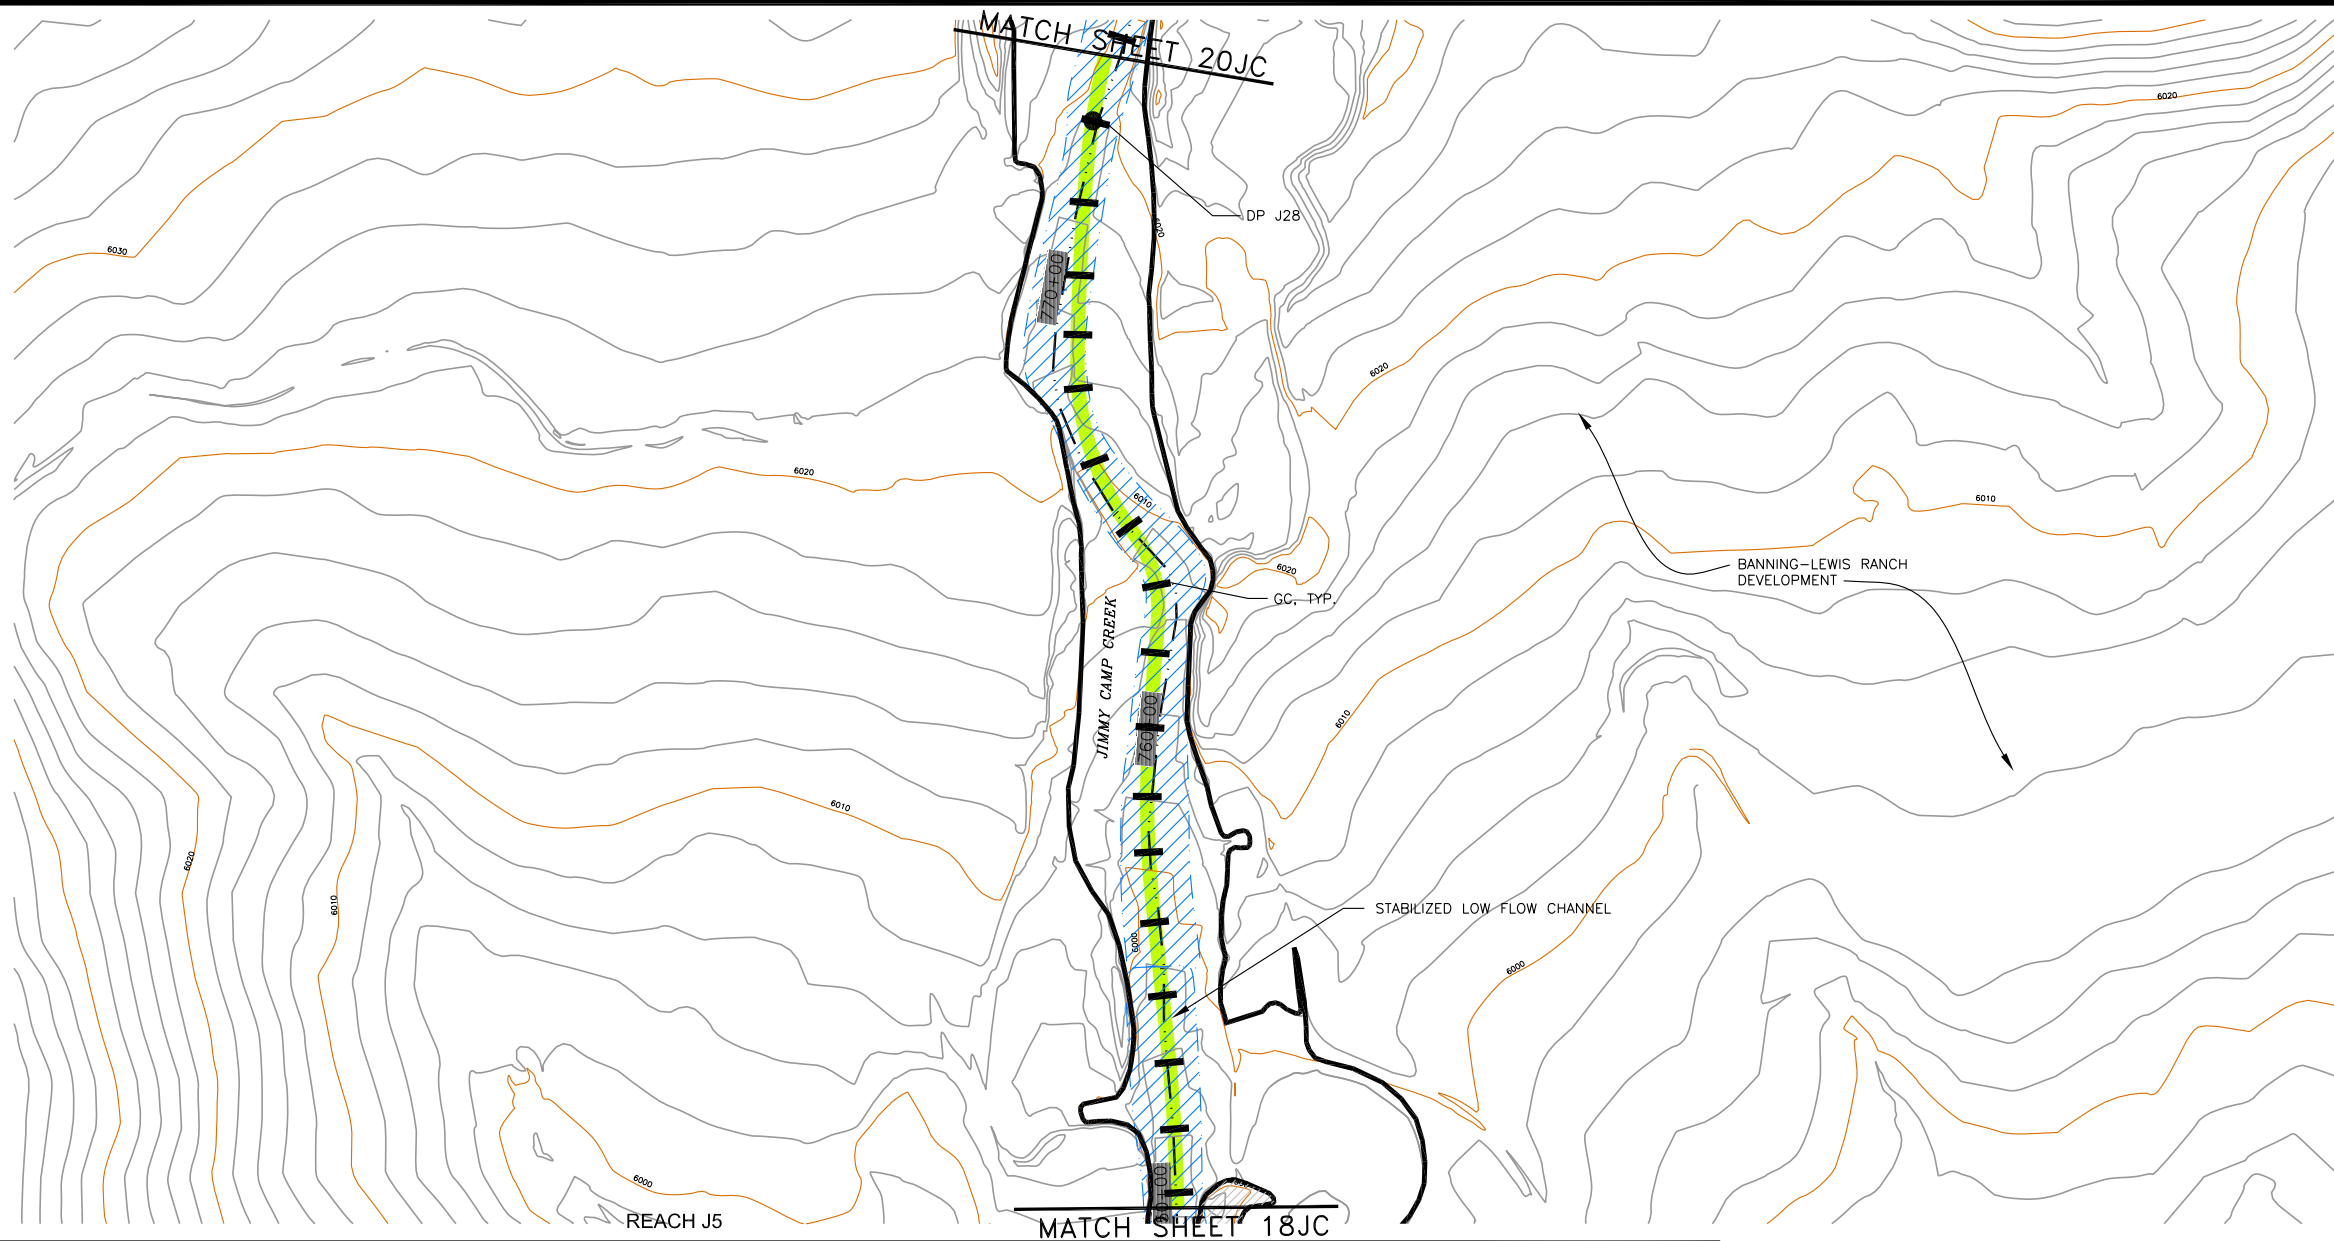 MATCH SHEET 20JC
6020
DP J28
6020
6030
770+00
6020
6020
6010
6010
BANNING-LEWIS RANCH
DEVELOPMENT
6020
GC, TYP.
JIMMY CAMP CREEK
760+00
6010
6010
6020
6010
STABILIZED LOW FLOW CHANNEL
6000
6000
6000
REACH J5
MATCH SHEET 18JC